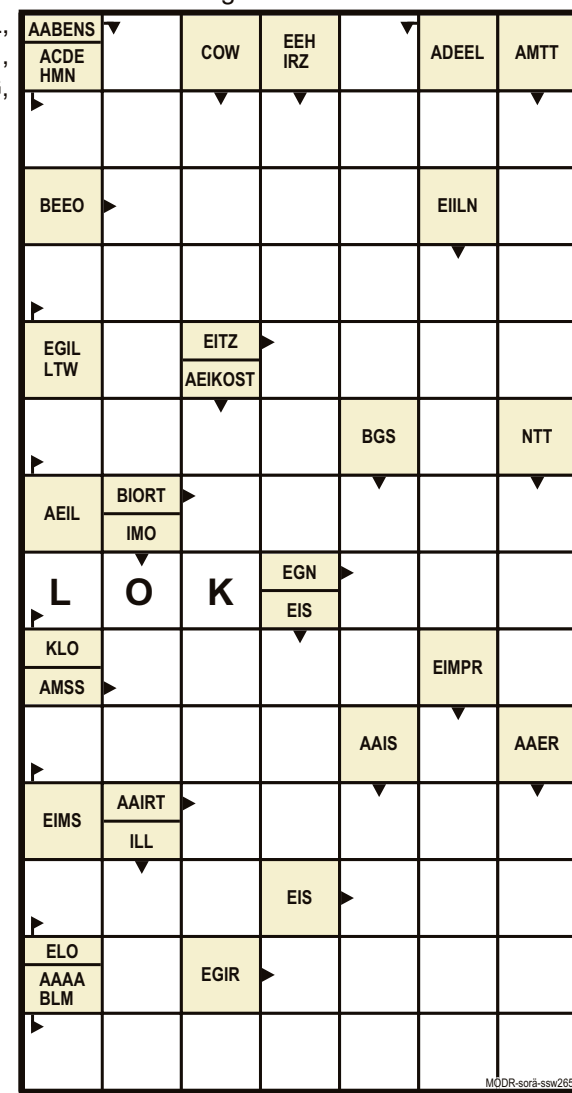 AABENS
ACDE
HMN
COW
EEH
IRZ
ADEEL
AMTT
BEEO
EIILN
EGIL
LTW
EITZ
AEIKOST
BGS
NTT
AEIL
BIORT
IMO
L O K
EGN
EIS
KLO
AMSS
EIMPR
AAIS
AAER
EIMS
AAIRT
ILL
EIS
ELO
AAAA
BLM
EGIR
MODR-sorä-ssw265